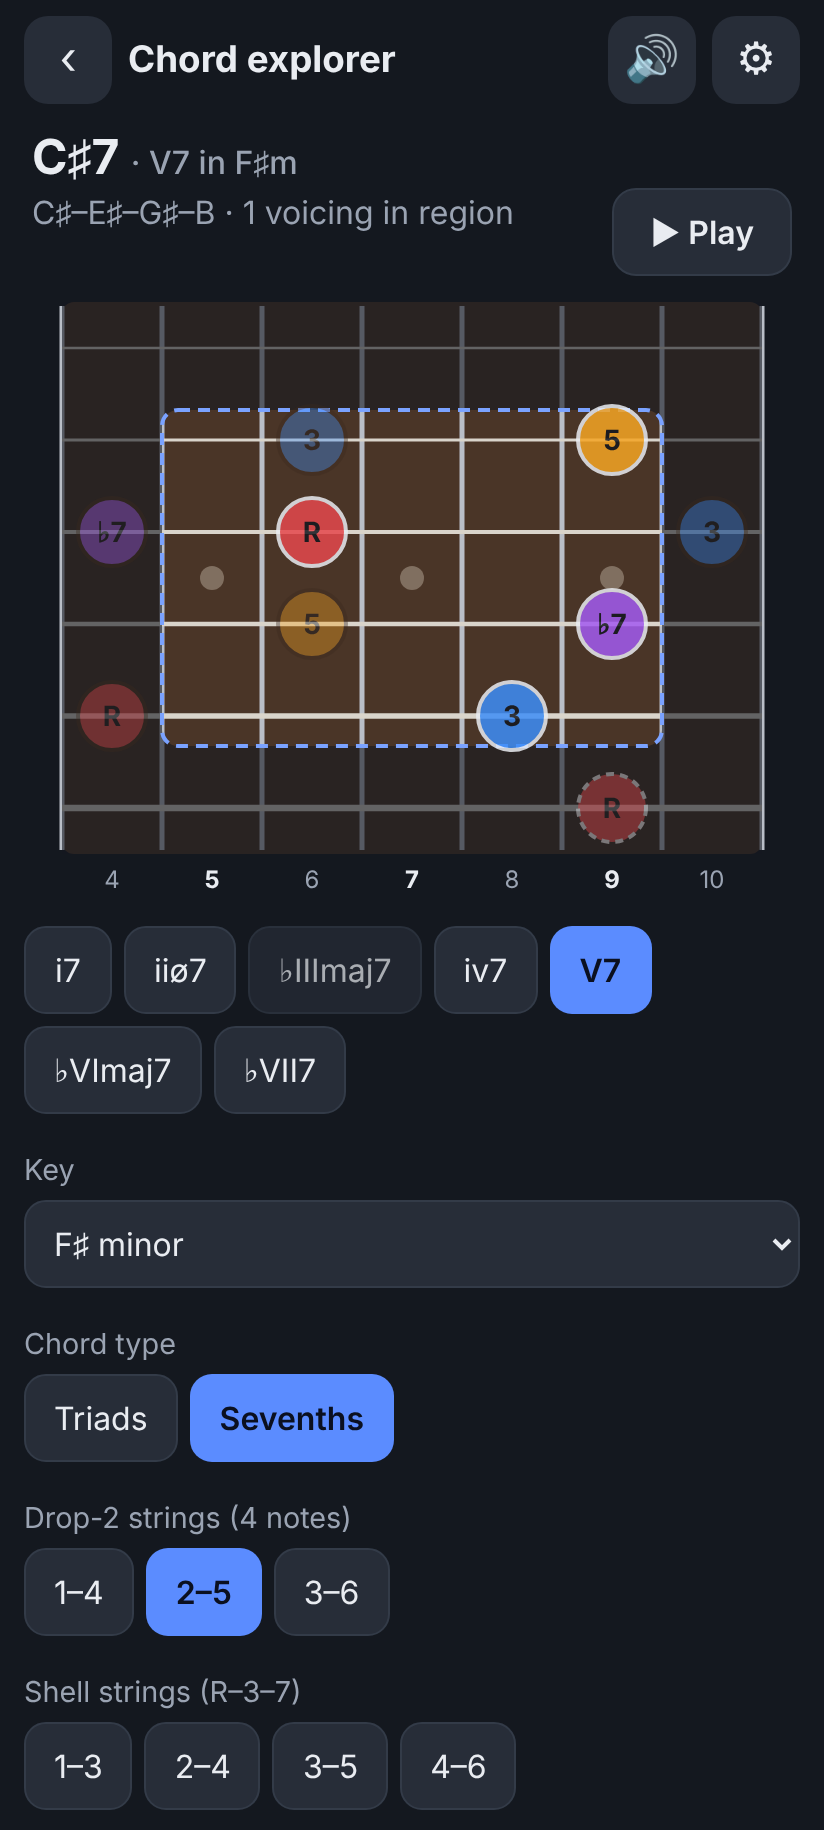 ‹ Chord explorer 🔊 ⚙
C♯7 · V7 in F♯m
C♯–E♯–G♯–B · 1 voicing in region
▶ Play
3 5
♭7 R 3
5 ♭7
R 3
R
4 5 6 7 8 9 10
i7 iiø7 ♭IIImaj7 iv7 V7
♭VImaj7 ♭VII7
Key
F♯ minor
Chord type
Triads Sevenths
Drop-2 strings (4 notes)
1–4 2–5 3–6
Shell strings (R–3–7)
1–3 2–4 3–5 4–6